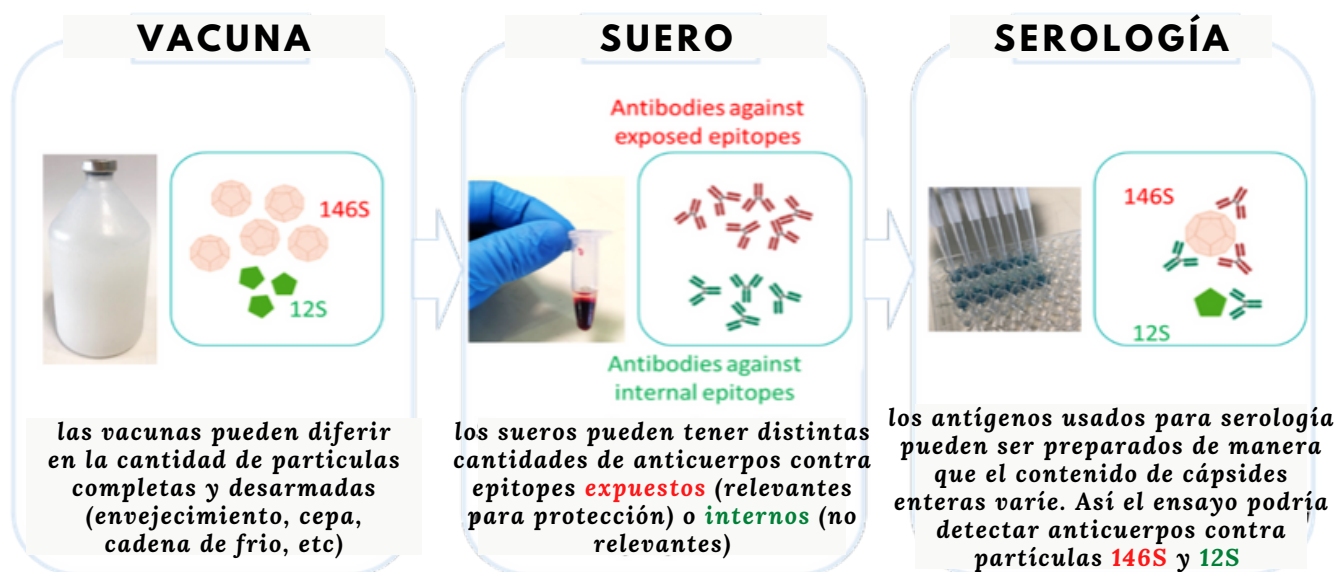 VACUNA
146S
12S
las vacunas pueden diferir
en la cantidad de particulas
completas y desarmadas
(envejecimiento, cepa,
cadena de frio, etc)
SUERO
Antibodies against
exposed epitopes
Antibodies against
internal epitopes
los sueros pueden tener distintas
cantidades de anticuerpos contra
epitopes expuestos (relevantes
para protección) o internos (no
relevantes)
SEROLOGÍA
146S
12S
los antígenos usados para serología
pueden ser preparados de manera
que el contenido de cápsides
enteras varíe. Así el ensayo podría
detectar anticuerpos contra
partículas 146S y 12S